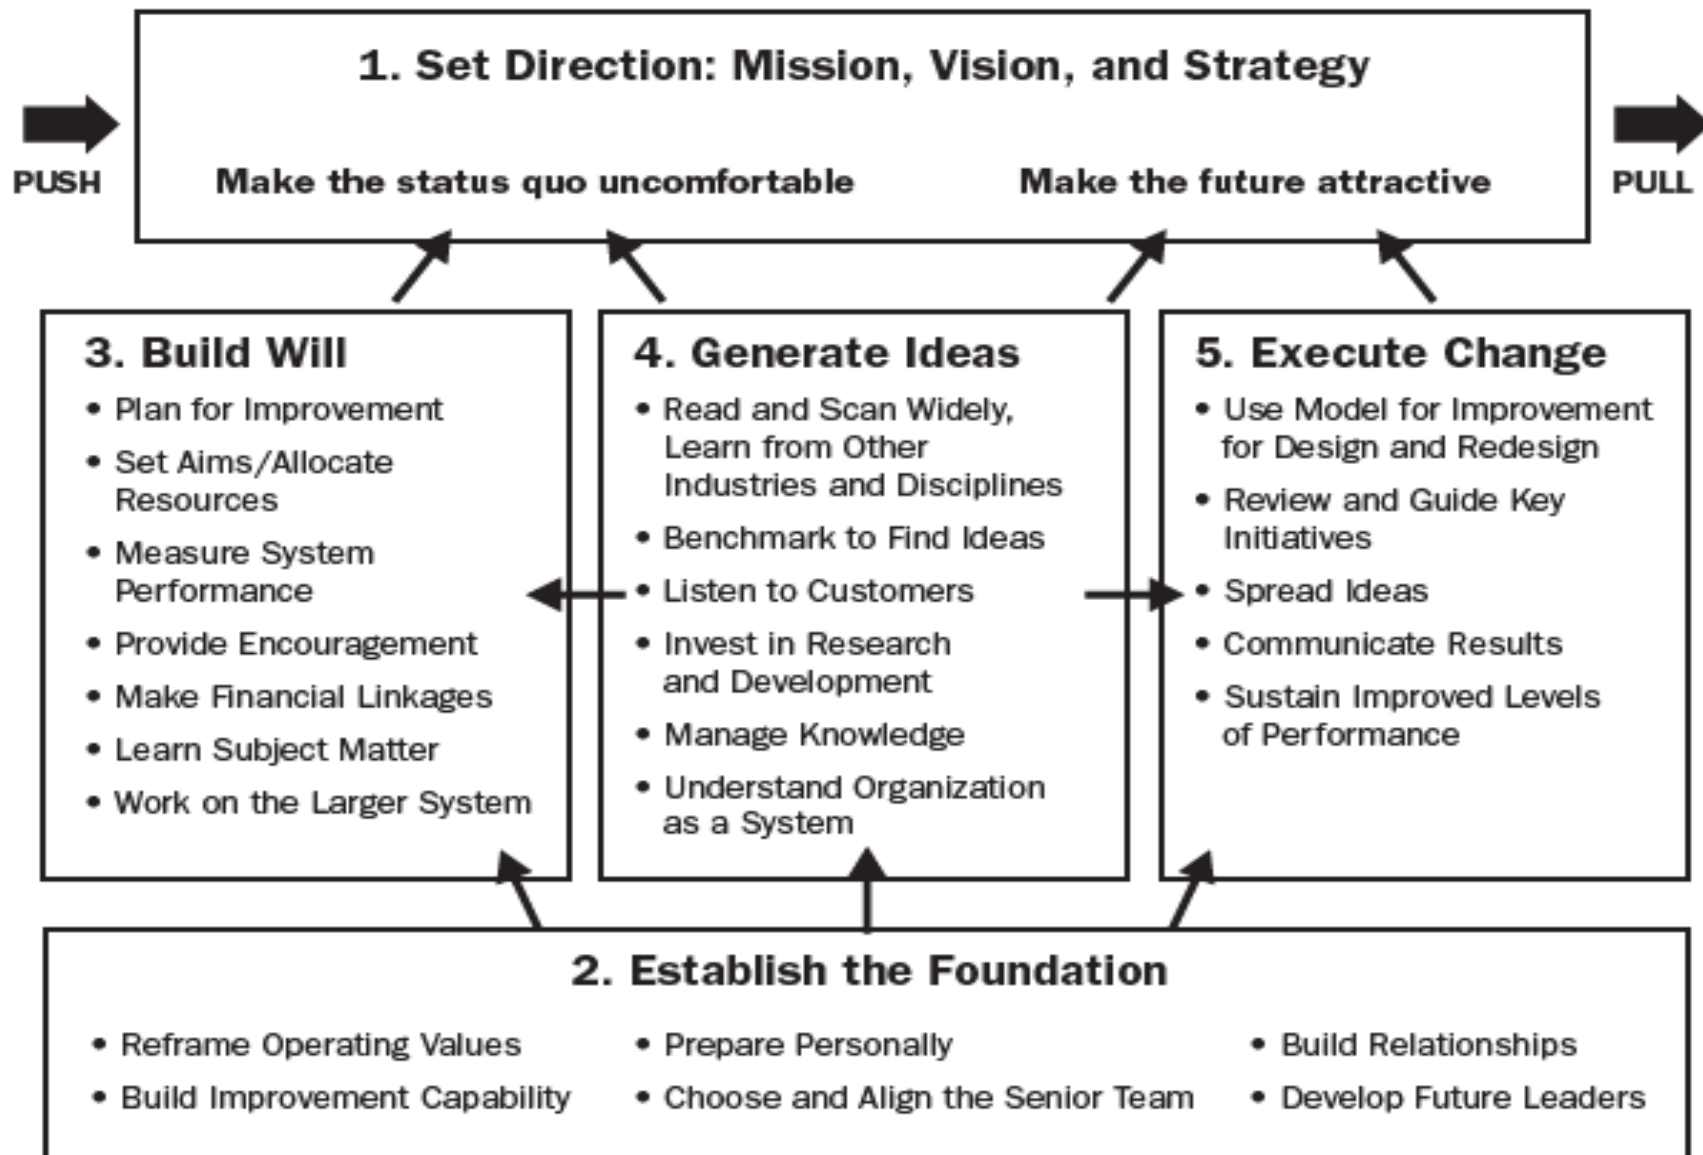 1. Set Direction: Mission, Vision, and Strategy
PUSH
Make the status quo uncomfortable
Make the future attractive
PULL
3. Build Will
• Plan for Improvement
• Set Aims/Allocate
Resources
• Measure System
Performance
• Provide Encouragement
• Make Financial Linkages
• Learn Subject Matter
• Work on the Larger System
4. Generate Ideas
• Read and Scan Widely,
Learn from Other
Industries and Disciplines
• Benchmark to Find Ideas
• Listen to Customers
• Invest in Research
and Development
• Manage Knowledge
• Understand Organization
as a System
5. Execute Change
• Use Model for Improvement
for Design and Redesign
• Review and Guide Key
Initiatives
• Spread Ideas
• Communicate Results
• Sustain Improved Levels
of Performance
2. Establish the Foundation
• Reframe Operating Values
• Build Improvement Capability
• Prepare Personally
• Choose and Align the Senior Team
• Build Relationships
• Develop Future Leaders